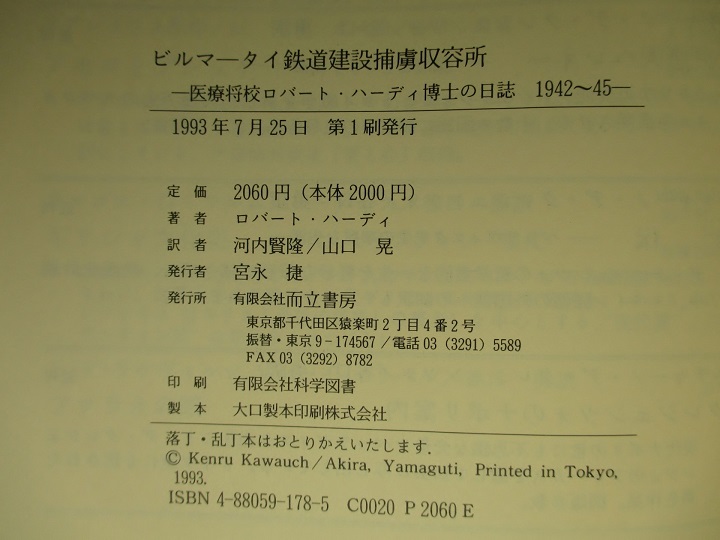 ビルマ―タイ鉄道建設捕虜収容所
―医療将校ロバート・ハーディ博士の日誌 1942〜45―
1993年7月25日 第1刷発行
定価 2060円（本体2000円）
著者 ロバート・ハーディ
訳者 河内賢隆／山口 晃
発行者 宮永 捷
発行所 有限会社而立書房
東京都千代田区猿楽町2丁目4番2号
振替・東京9－174567／電話03（3291）5589
FAX03（3292）8782
印刷 有限会社科学図書
製本 大口製本印刷株式会社
落丁・乱丁本はおとりかえいたします.
© Kenru Kawauch／Akira, Yamaguti, Printed in Tokyo,
1993.
ISBN 4-88059-178-5 C0020 P2060E